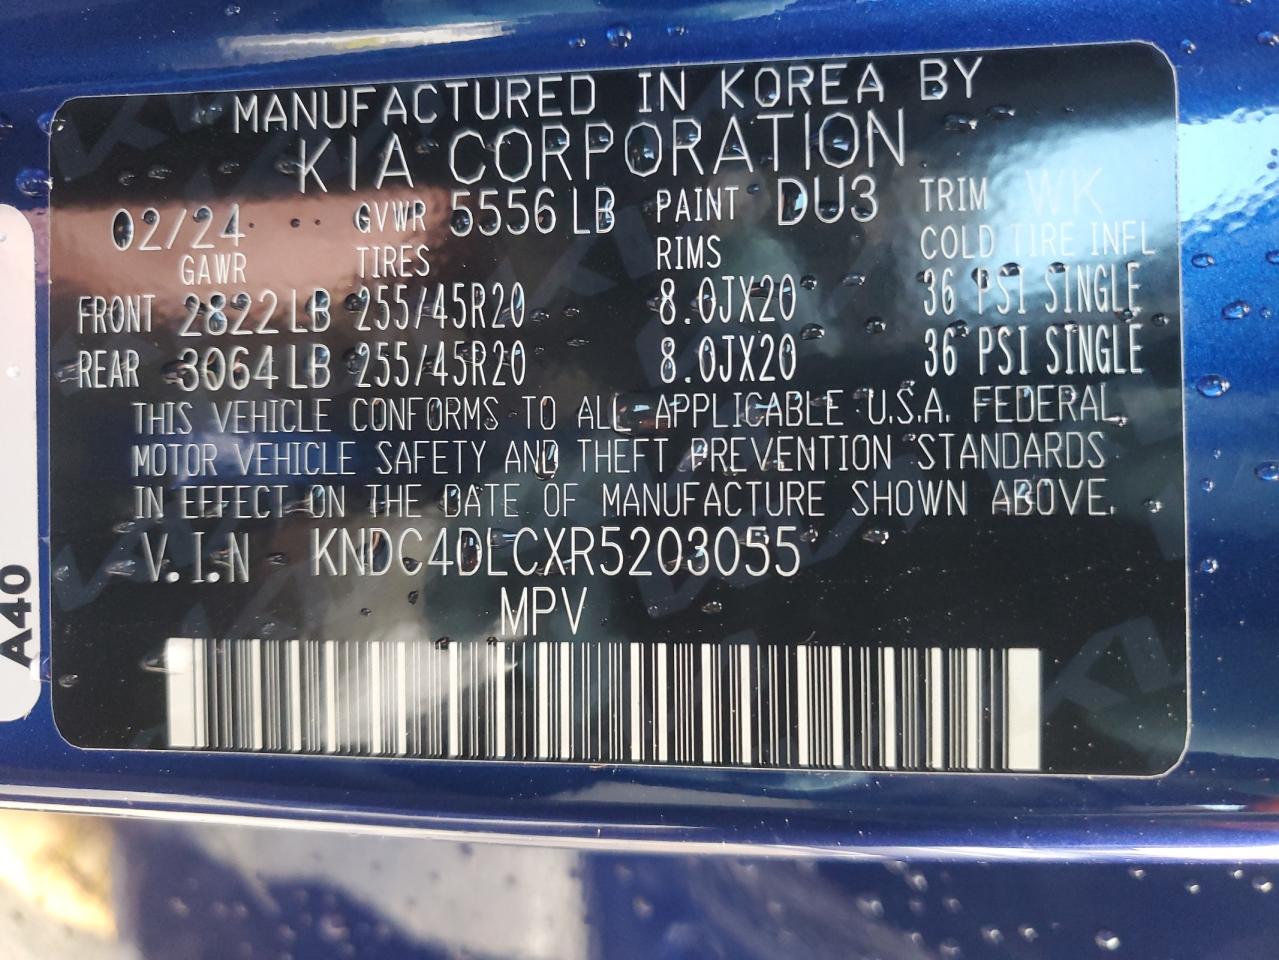 MANUFACTURED IN KOREA BY
KIA CORPORATION
02/24 GVWR 5556 LB PAINT DU3 TRIM WK
GAWR TIRES RIMS COLD TIRE INFL
FRONT 2822 LB 255/45R20 8.0JX20 36 PSI SINGLE
REAR 3064 LB 255/45R20 8.0JX20 36 PSI SINGLE
THIS VEHICLE CONFORMS TO ALL APPLICABLE U.S.A. FEDERAL
MOTOR VEHICLE SAFETY AND THEFT PREVENTION STANDARDS
IN EFFECT ON THE DATE OF MANUFACTURE SHOWN ABOVE.
V.I.N KNDC4DLCXR5203055
MPV
A40